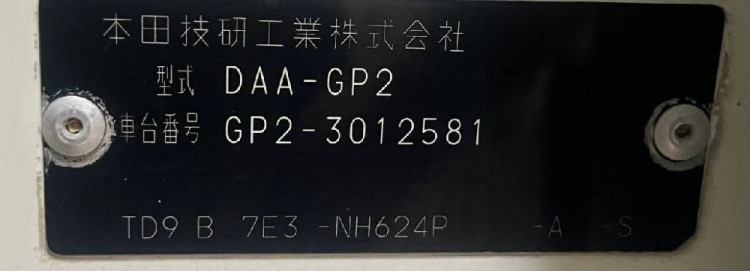 本田技研工業株式会社
型式 DAA-GP2
車台番号 GP2-3012581
TD9 B 7E3 -NH624P -A -S